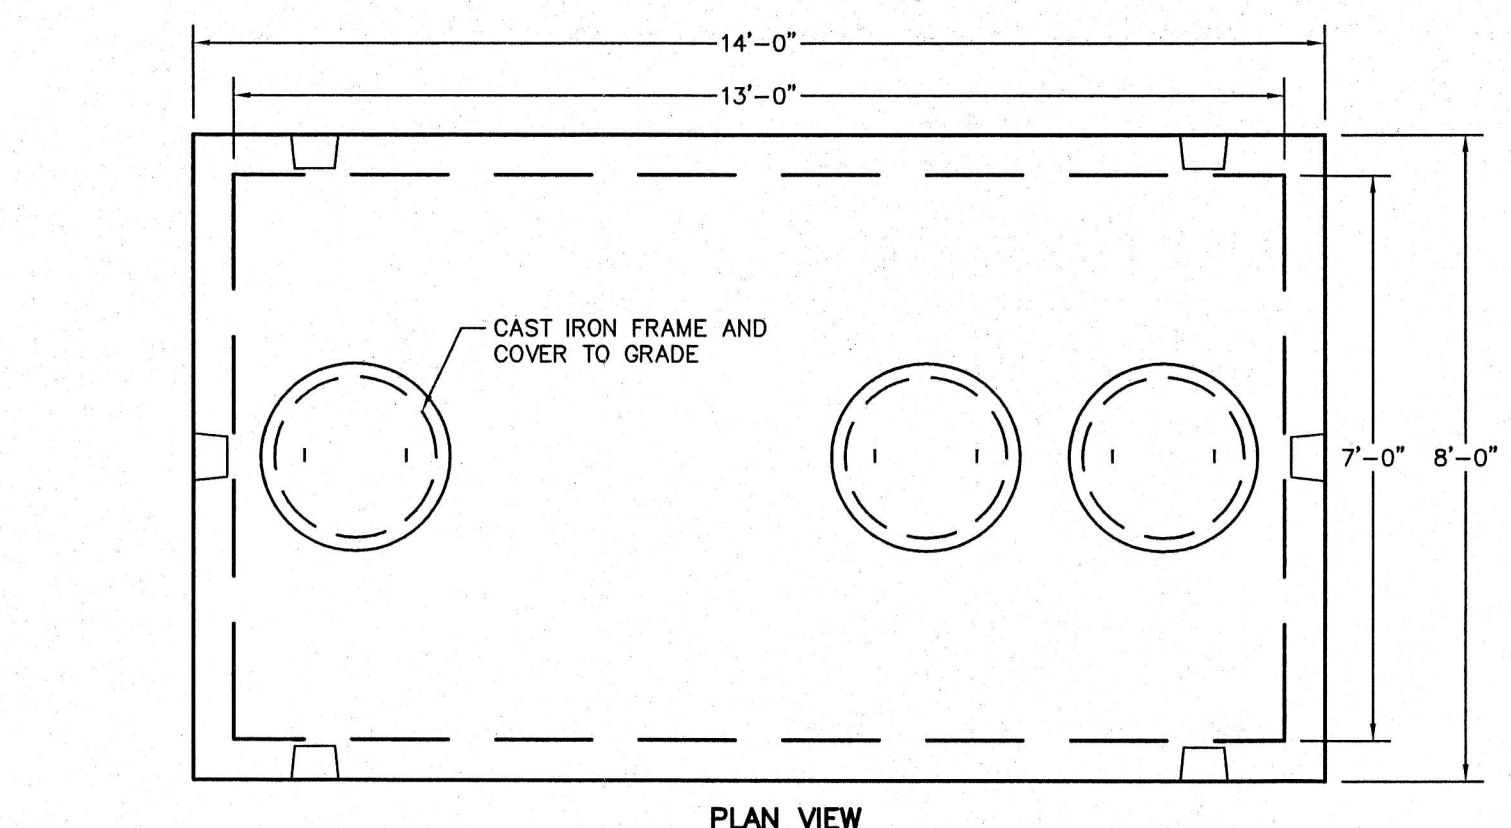 14'-0"
13'-0"
CAST IRON FRAME AND
COVER TO GRADE
7'-0" 8'-0"
PLAN VIEW